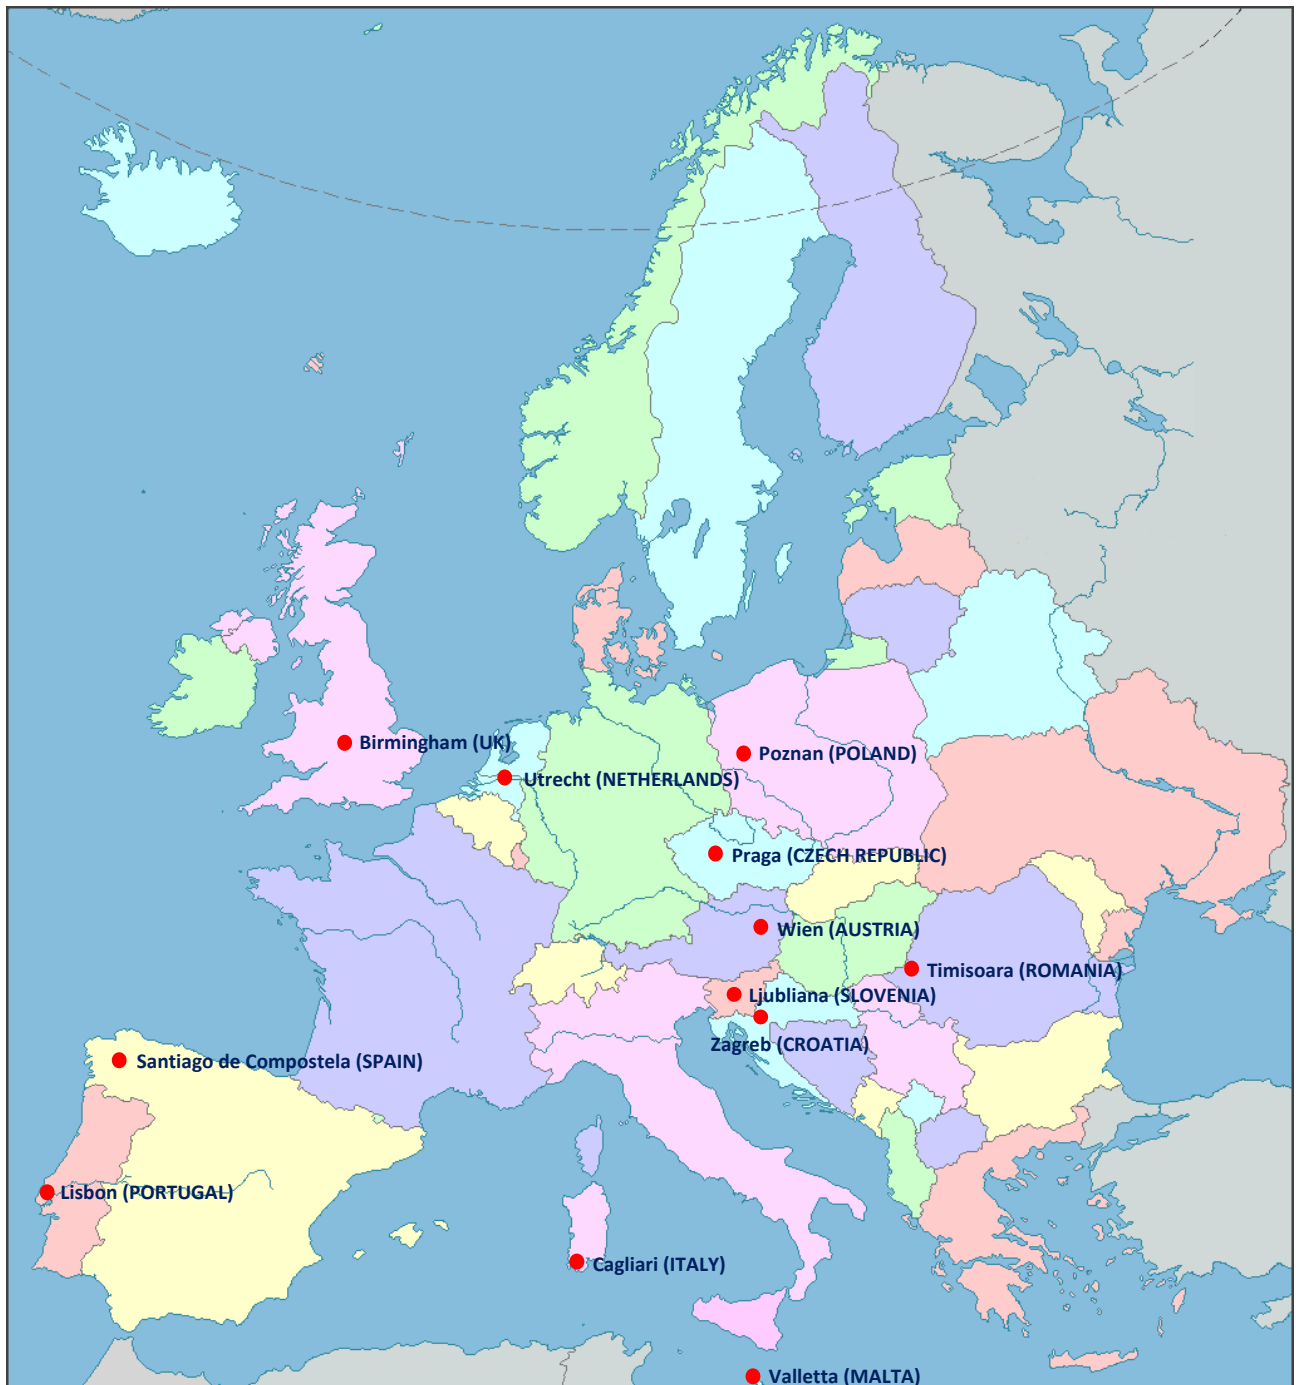 Birmingham (UK)
Poznan (POLAND)
Utrecht (NETHERLANDS)
Praga (CZECH REPUBLIC)
Wien (AUSTRIA)
Timisoara (ROMANIA)
Ljubliana (SLOVENIA)
Zagreb (CROATIA)
Santiago de Compostela (SPAIN)
Lisbon (PORTUGAL)
Cagliari (ITALY)
Valletta (MALTA)